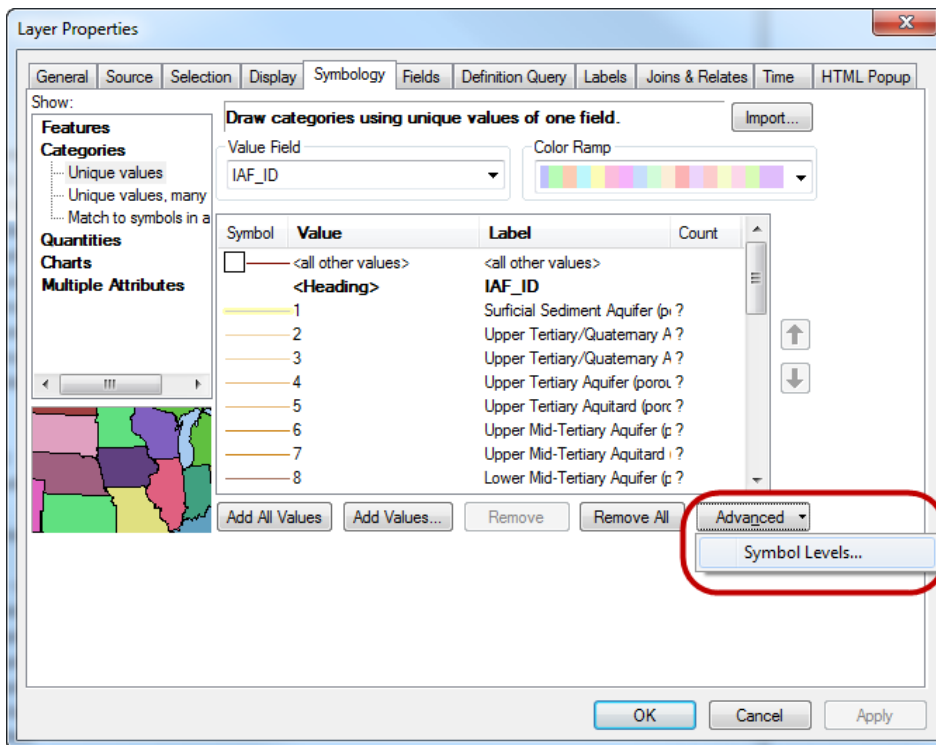 Layer Properties
General Source Selection Display Symbology Fields Definition Query Labels Joins & Relates Time HTML Popup
Show:
Features
Categories
Unique values
Unique values, many
Match to symbols in a
Quantities
Charts
Multiple Attributes
Draw categories using unique values of one field.
Import...
Value Field
IAF_ID
Color Ramp
Symbol Value Label Count
<all other values> <all other values>
<Heading> IAF_ID
1 Surficial Sediment Aquifer (po ?
2 Upper Tertiary/Quaternary A ?
3 Upper Tertiary/Quaternary A ?
4 Upper Tertiary Aquifer (porou ?
5 Upper Tertiary Aquitard (porc ?
6 Upper Mid-Tertiary Aquifer (p ?
7 Upper Mid-Tertiary Aquitard ?
8 Lower Mid-Tertiary Aquifer (p ?
Add All Values Add Values... Remove Remove All Advanced
Symbol Levels...
OK Cancel Apply